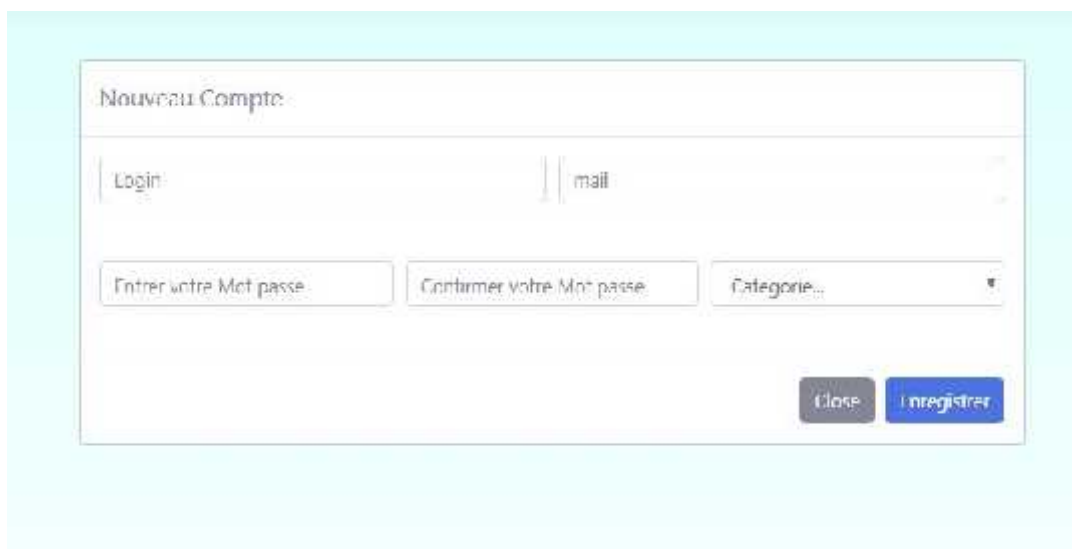 Nouveau Compte
Login mail
Entrer votre Mot passe Confirmer votre Mot passe Categorie...
Close Enregistrer